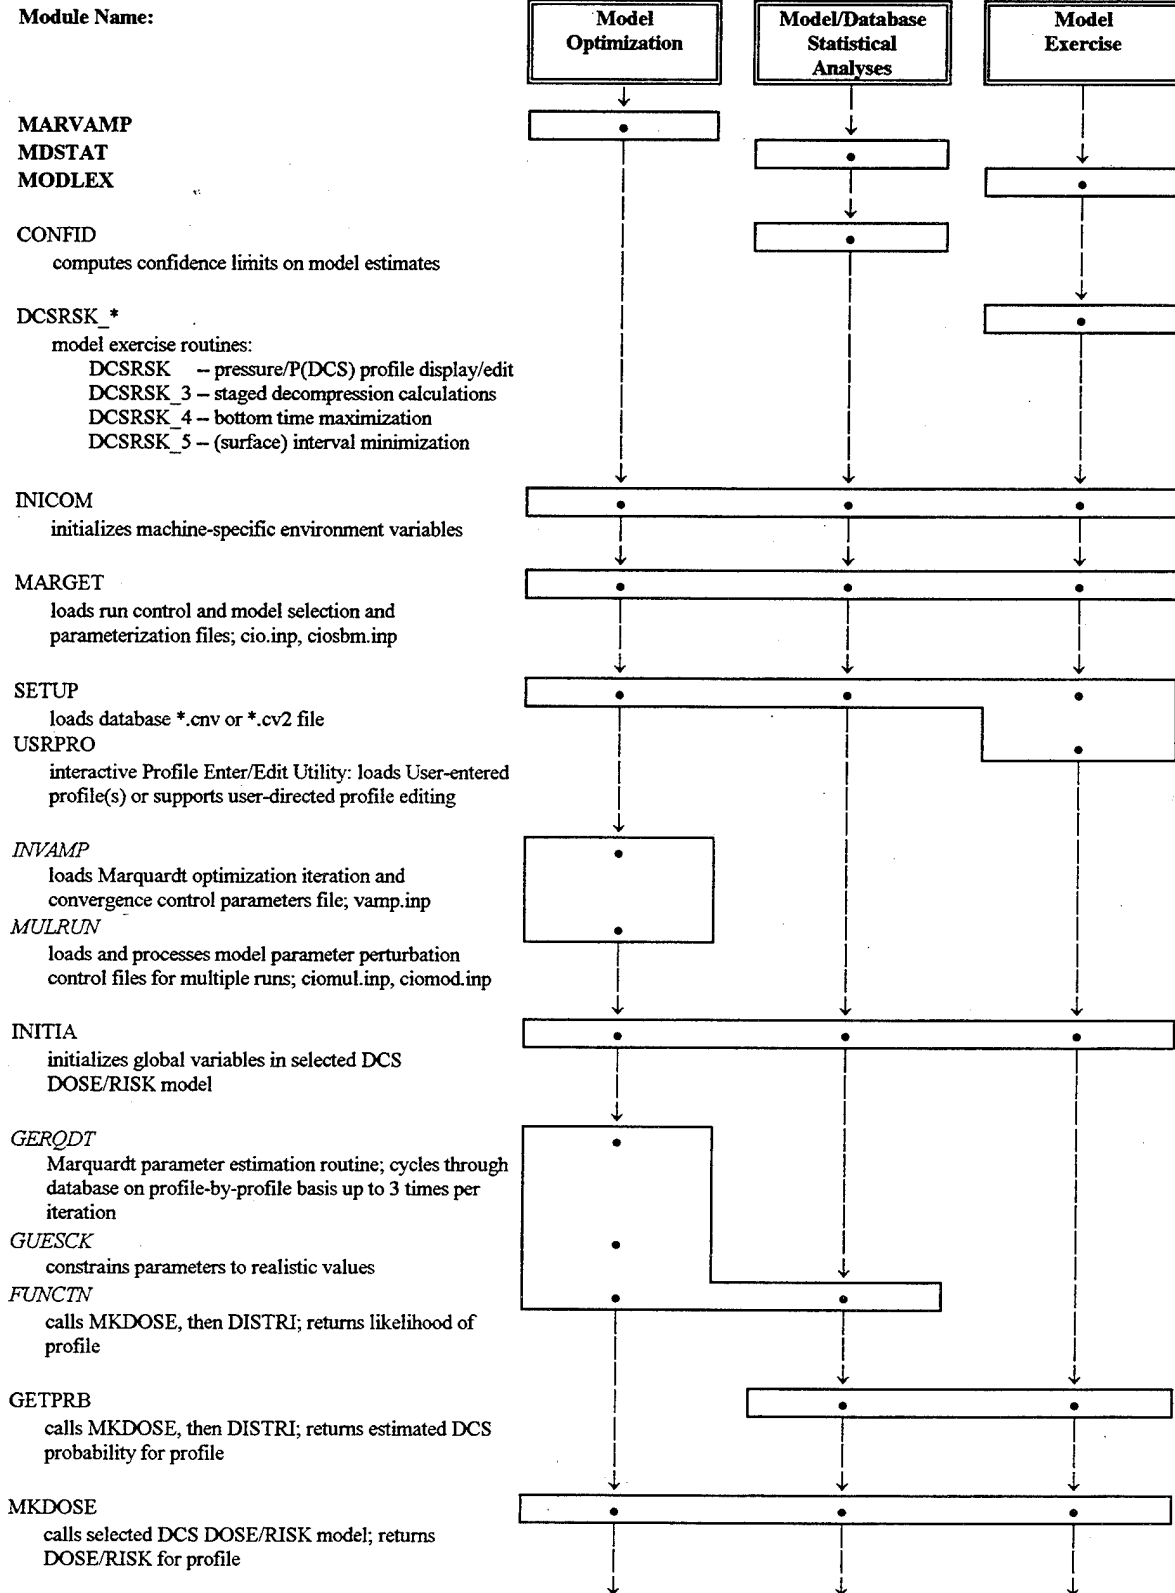 Module Name:
Model
Optimization
Model/Database
Statistical
Analyses
Model
Exercise
MARVAMP
MDSTAT
MODLEX
CONFID
computes confidence limits on model estimates
DCSRSK_*
model exercise routines:
DCSRSK – pressure/P(DCS) profile display/edit
DCSRSK_3 – staged decompression calculations
DCSRSK_4 – bottom time maximization
DCSRSK_5 – (surface) interval minimization
INICOM
initializes machine-specific environment variables
MARGET
loads run control and model selection and
parameterization files; cio.inp, ciosbm.inp
SETUP
loads database *.cnv or *.cv2 file
USRPRO
interactive Profile Enter/Edit Utility: loads User-entered
profile(s) or supports user-directed profile editing
INVAMP
loads Marquardt optimization iteration and
convergence control parameters file; vamp.inp
MULRUN
loads and processes model parameter perturbation
control files for multiple runs; ciomul.inp, ciomod.inp
INITIA
initializes global variables in selected DCS
DOSE/RISK model
GERQDT
Marquardt parameter estimation routine; cycles through
database on profile-by-profile basis up to 3 times per
iteration
GUESCK
constrains parameters to realistic values
FUNCTN
calls MKDOSE, then DISTRI; returns likelihood of
profile
GETPRB
calls MKDOSE, then DISTRI; returns estimated DCS
probability for profile
MKDOSE
calls selected DCS DOSE/RISK model; returns
DOSE/RISK for profile